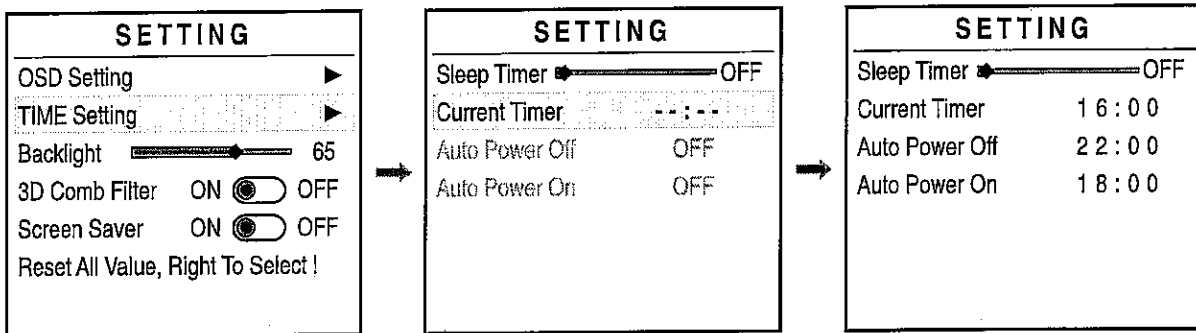 SETTING
OSD Setting ▶
TIME Setting ▶
Backlight 65
3D Comb Filter ON OFF
Screen Saver ON OFF
Reset All Value, Right To Select !
SETTING
Sleep Timer OFF
Current Timer --:--
Auto Power Off OFF
Auto Power On OFF
SETTING
Sleep Timer OFF
Current Timer 16:00
Auto Power Off 22:00
Auto Power On 18:00